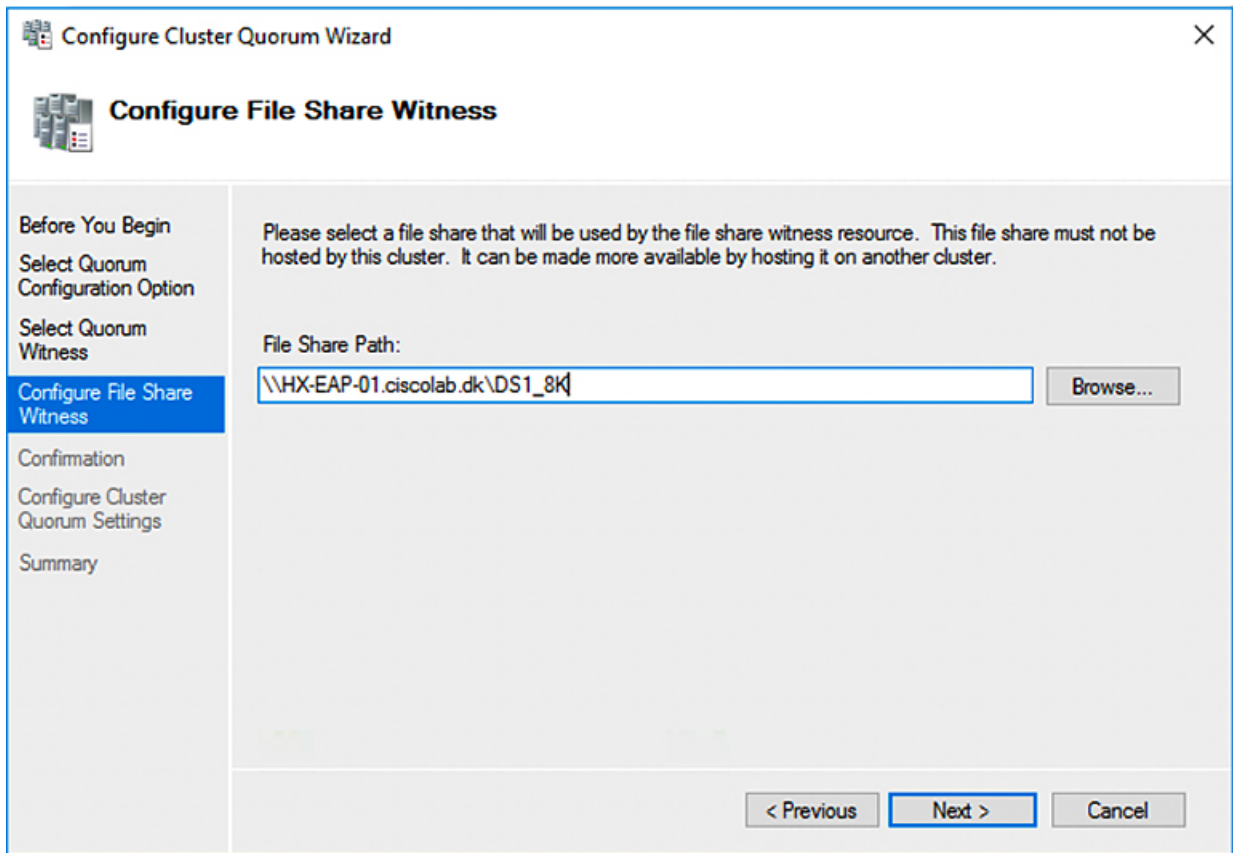 Configure Cluster Quorum Wizard
Configure File Share Witness
Before You Begin
Select Quorum
Configuration Option
Select Quorum
Witness
Configure File Share
Witness
Confirmation
Configure Cluster
Quorum Settings
Summary
Please select a file share that will be used by the file share witness resource.  This file share must not be
hosted by this cluster.  It can be made more available by hosting it on another cluster.
File Share Path:
\\HX-EAP-01.ciscolab.dk\DS1_8K
Browse...
< Previous
Next >
Cancel